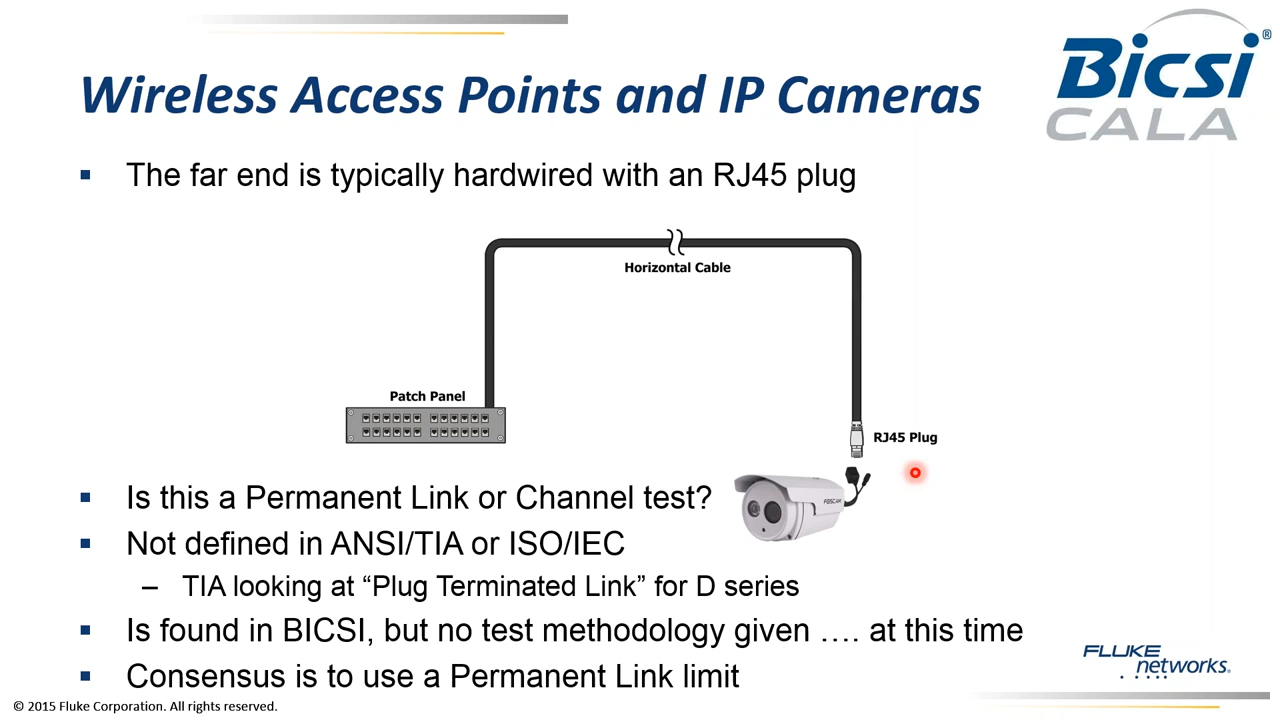 Bicsi®
CALA
Wireless Access Points and IP Cameras
▪ The far end is typically hardwired with an RJ45 plug
Horizontal Cable
Patch Panel
RJ45 Plug
FOSCAM
▪ Is this a Permanent Link or Channel test?
▪ Not defined in ANSI/TIA or ISO/IEC
– TIA looking at “Plug Terminated Link” for D series
▪ Is found in BICSI, but no test methodology given …. at this time
▪ Consensus is to use a Permanent Link limit
FLUKE
networks.
© 2015 Fluke Corporation. All rights reserved.